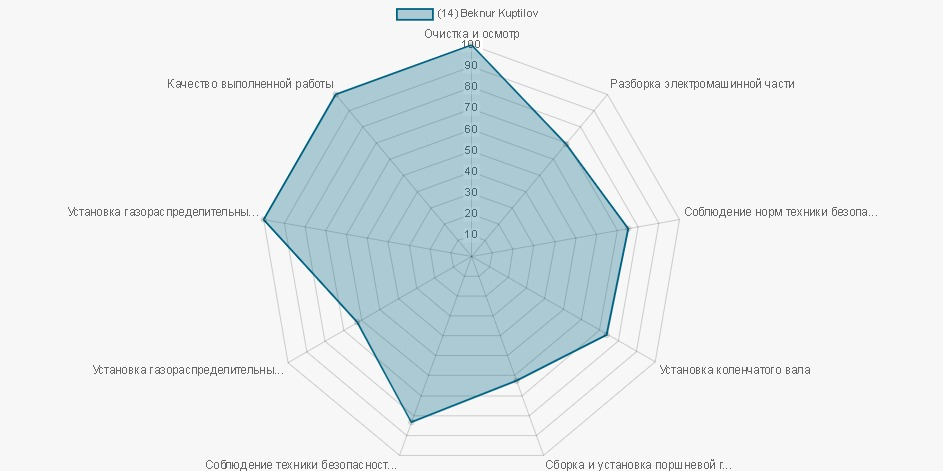 (14) Beknur Kuptilov
Очистка и осмотр
100
90
Качество выполненной работы
80
Разборка электромашинной части
70
60
50
40
30
Установка газораспределительны...
20
Соблюдение норм техники безопа...
10
Установка газораспределительны...
Установка коленчатого вала
Соблюдение техники безопасност...
Сборка и установка поршневой г...